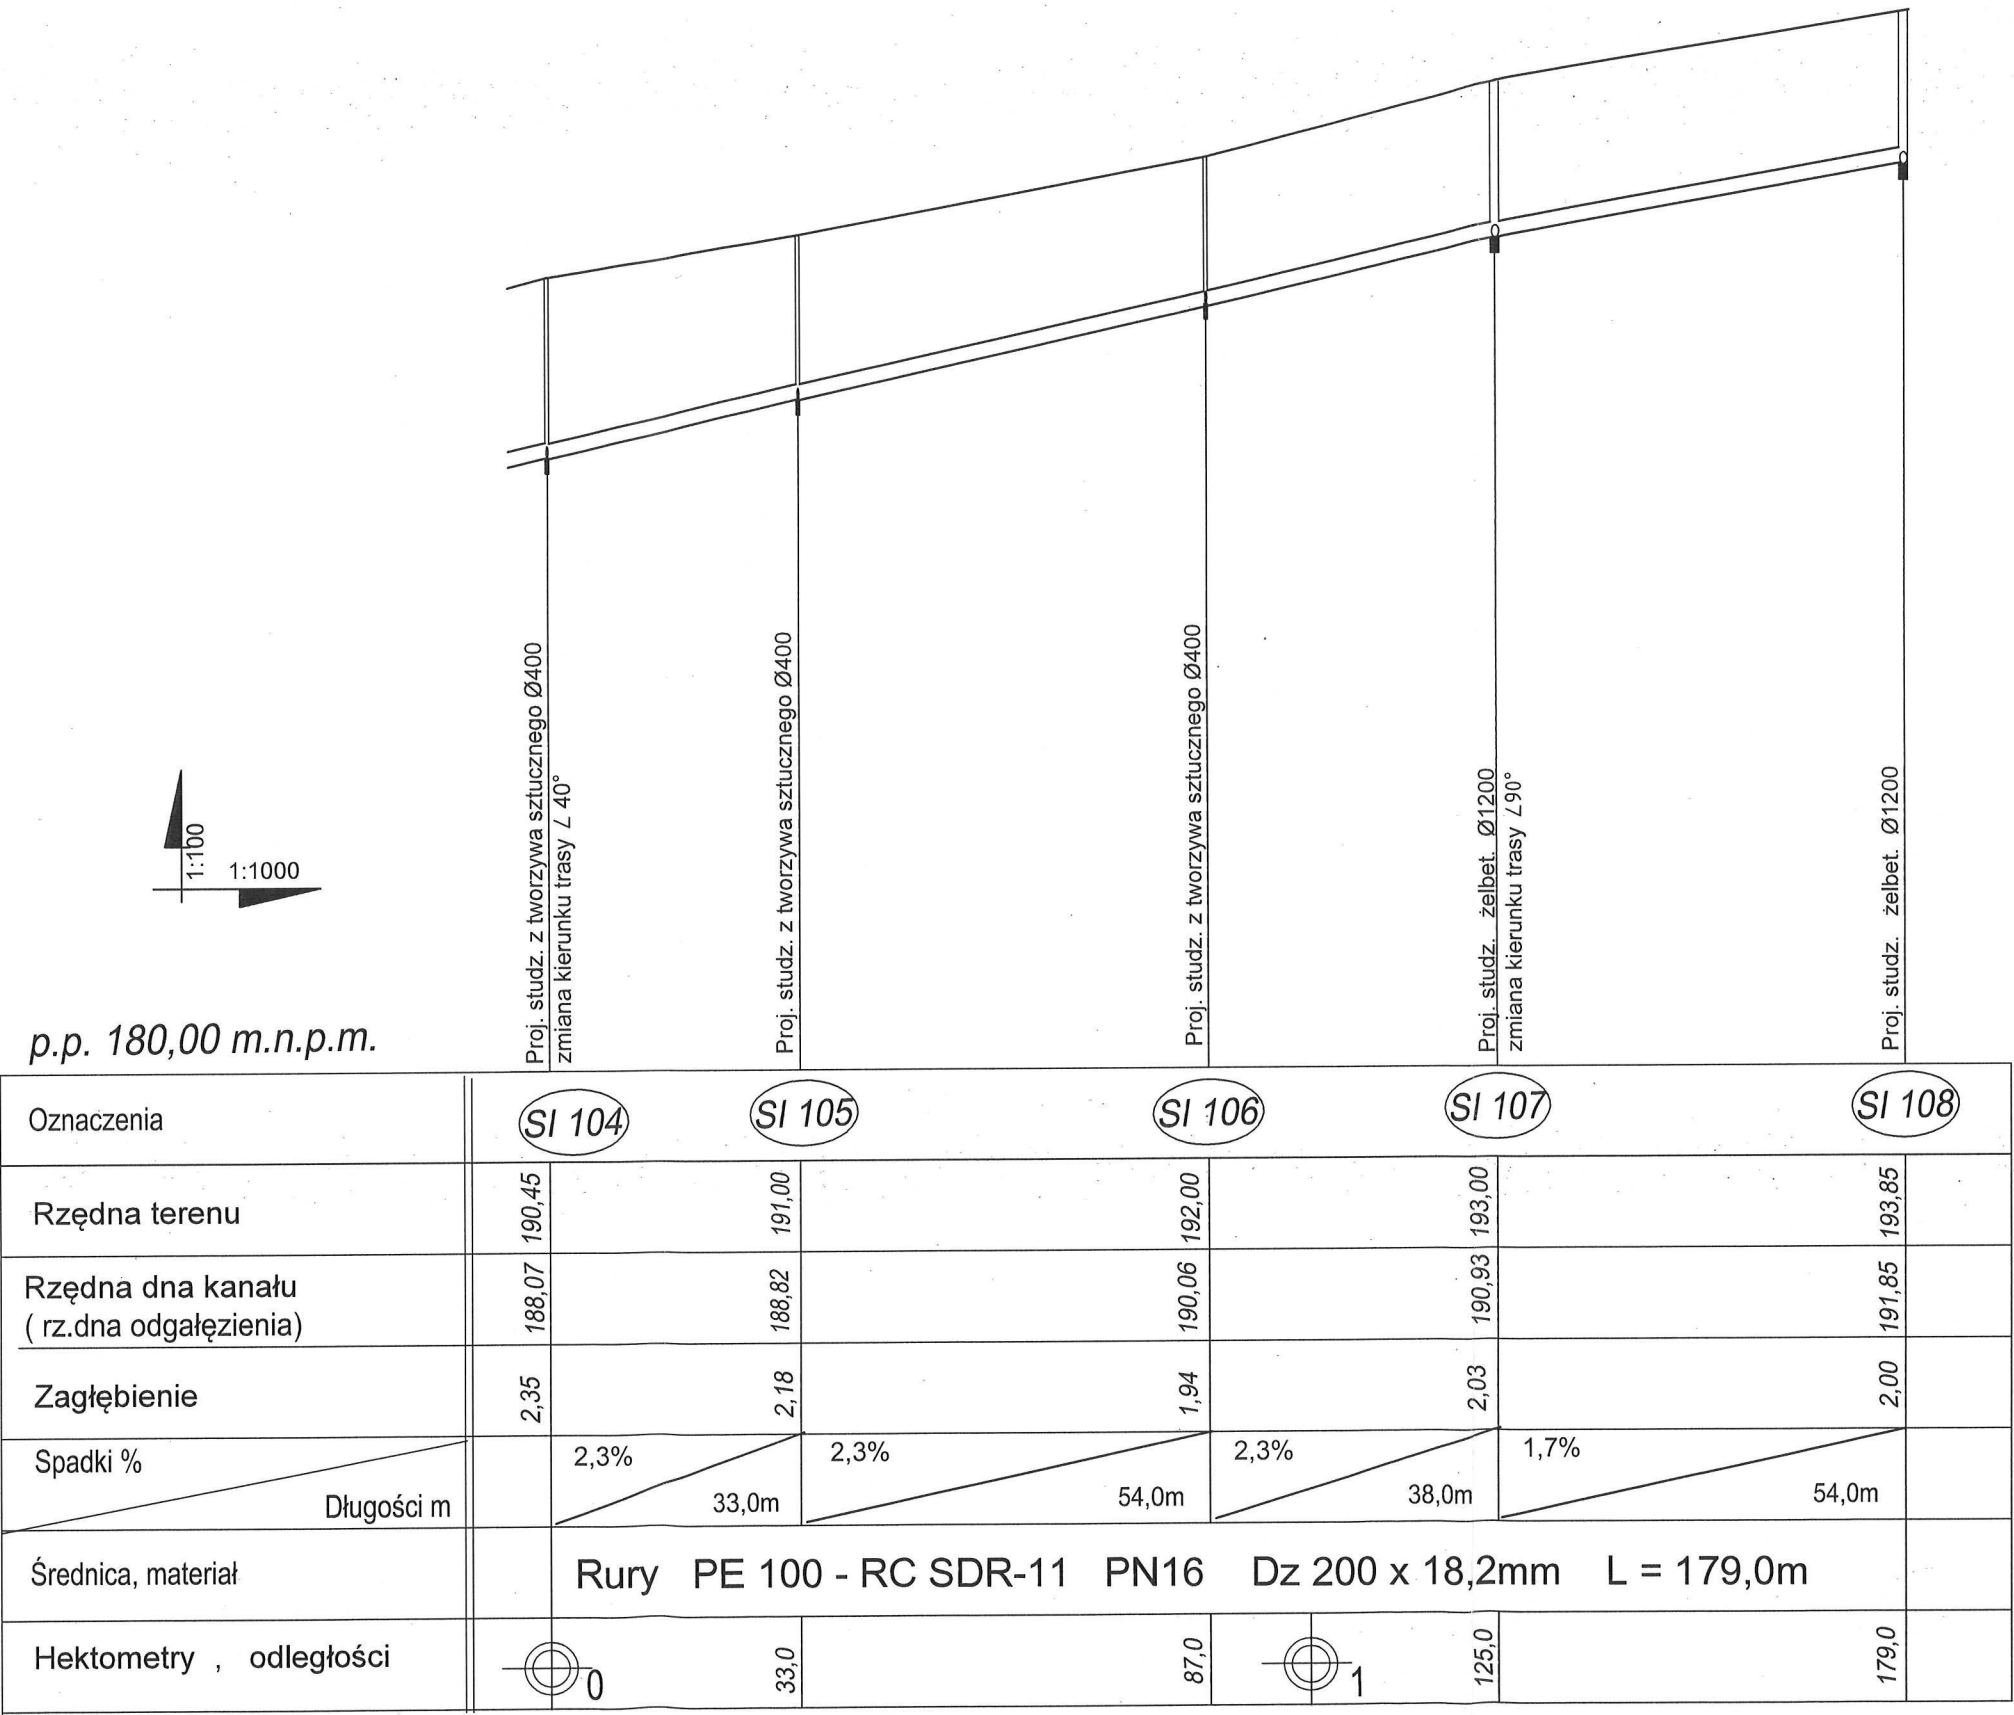 Proj. studz. z tworzywa sztucznego Ø400
zmiana kierunku trasy ∠ 40°
Proj. studz. z tworzywa sztucznego Ø400
Proj. studz. z tworzywa sztucznego Ø400
Proj. studz. żelbet. Ø1200
zmiana kierunku trasy ∠90°
Proj. studz. żelbet. Ø1200
1:100
1:1000
p.p. 180,00 m.n.p.m.
Oznaczenia SI 104 SI 105 SI 106 SI 107 SI 108
Rzędna terenu 190,45 191,00 192,00 193,00 193,85
Rzędna dna kanału
( rz.dna odgałęzienia) 188,07 188,82 190,06 190,93 191,85
Zagłębienie 2,35 2,18 1,94 2,03 2,00
Spadki % 2,3% 2,3% 2,3% 1,7%
Długości m 33,0m 54,0m 38,0m 54,0m
Średnica, materiał Rury PE 100 - RC SDR-11 PN16 Dz 200 x 18,2mm L = 179,0m
Hektometry , odległości 0 33,0 87,0 1 125,0 179,0